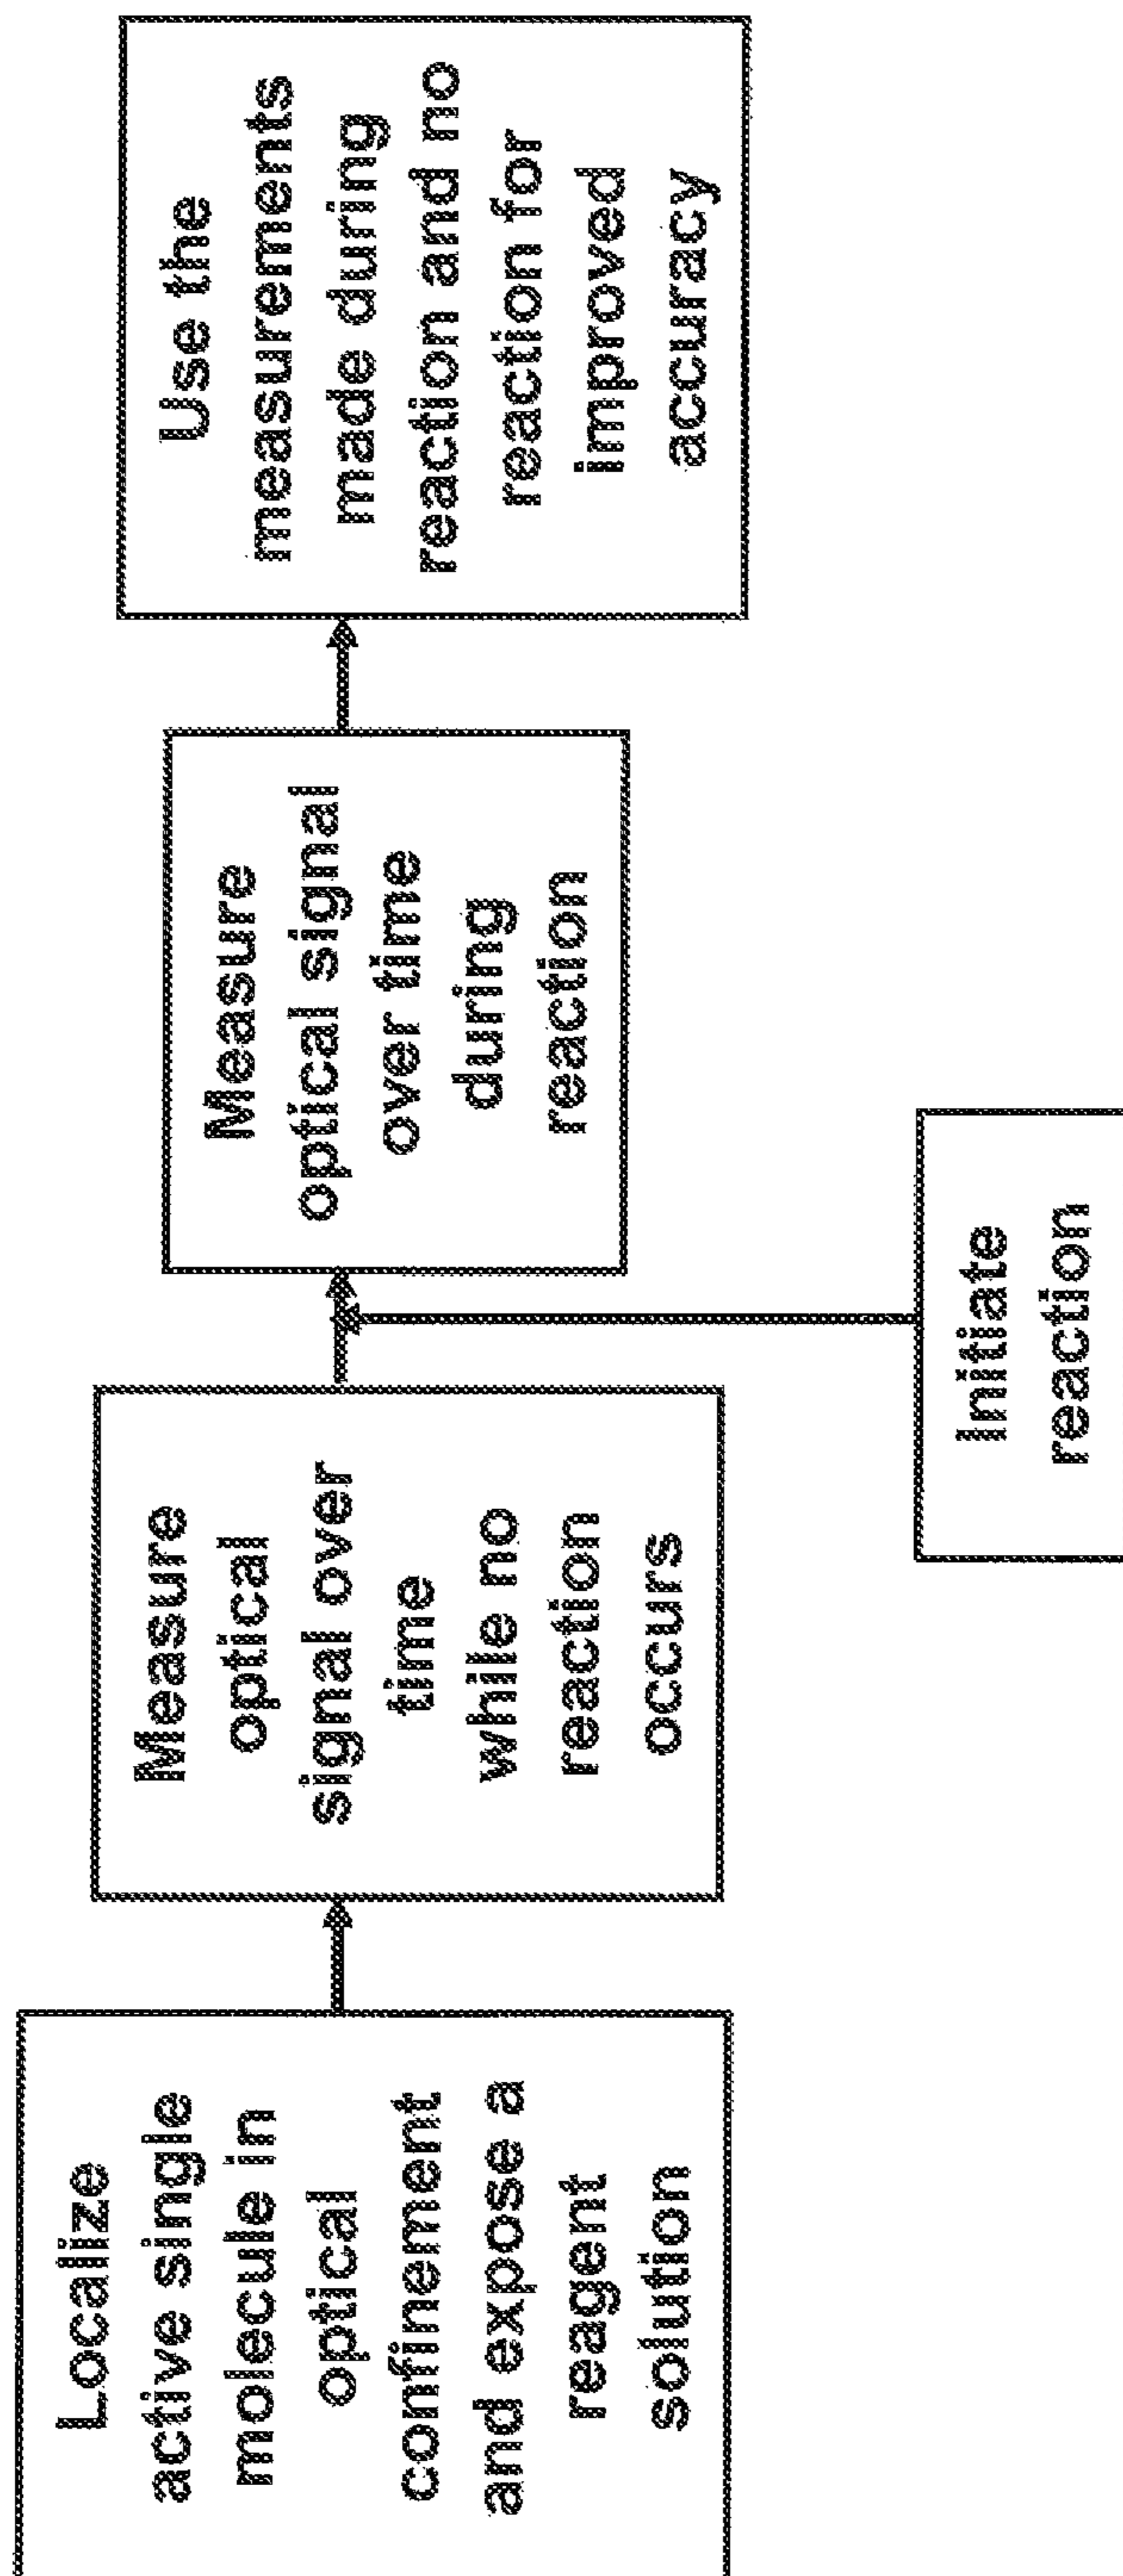 Localize
active single
molecule in
optical
confinement
and expose a
reagent
solution
Measure
optical
signal over
time
while no
reaction
occurs
Initiate
reaction
Measure
optical signal
over time
during
reaction
Use the
measurements
made during
reaction and no
reaction for
improved
accuracy